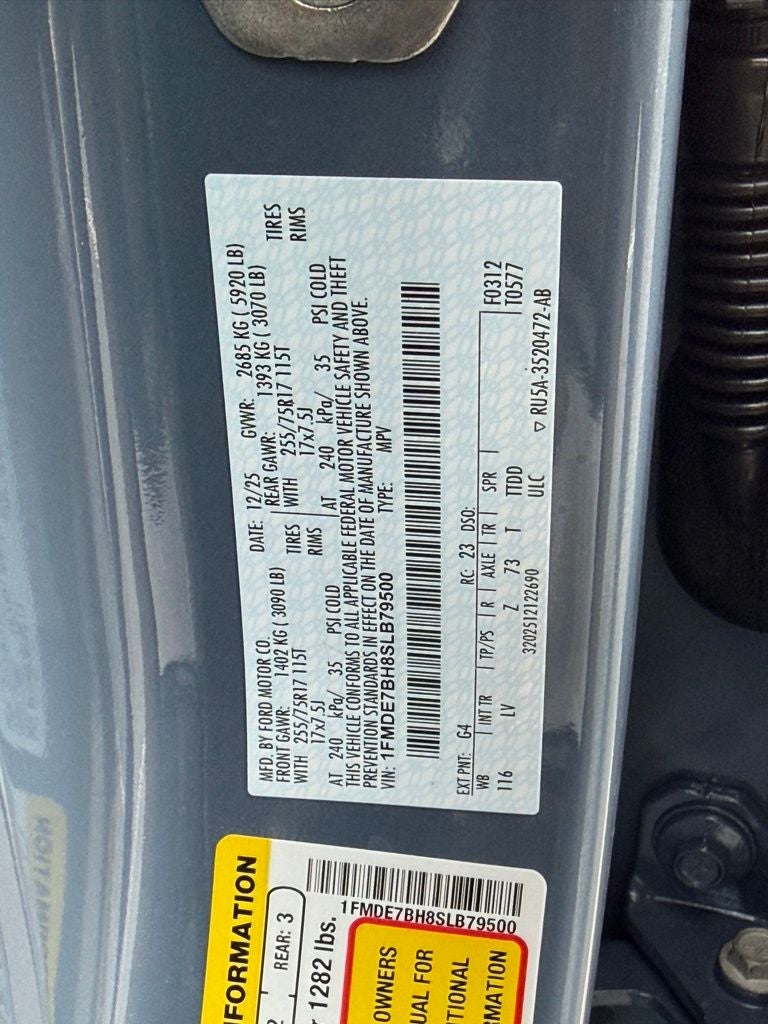 MFD. BY FORD MOTOR CO.
DATE: 12/25 GVWR: 2685 KG ( 5920 LB)
FRONT GAWR: 1402 KG ( 3090 LB)
REAR GAWR: 1393 KG ( 3070 LB)
WITH 255/75R17 115T TIRES
WITH 255/75R17 115T TIRES
17x7.5J RIMS
17x7.5J RIMS
AT 240 kPa/ 35 PSI COLD
AT 240 kPa/ 35 PSI COLD
THIS VEHICLE CONFORMS TO ALL APPLICABLE FEDERAL MOTOR VEHICLE SAFETY AND THEFT
PREVENTION STANDARDS IN EFFECT ON THE DATE OF MANUFACTURE SHOWN ABOVE.
VIN: 1FMDE7BH8SLB79500 TYPE: MPV
EXT PNT: G4 RC: 23 DSO: F0312
WB INT TR TP/PS R AXLE TR SPR T0577
116 LV Z 73 T TTDD
3202512122690 ULC
▽ RU5A-3520472-AB
FORMATION
REAR: 3
1282 lbs.
1FMDE7BH8SLB79500
OWNERS
UAL FOR
TIONAL
RMATION